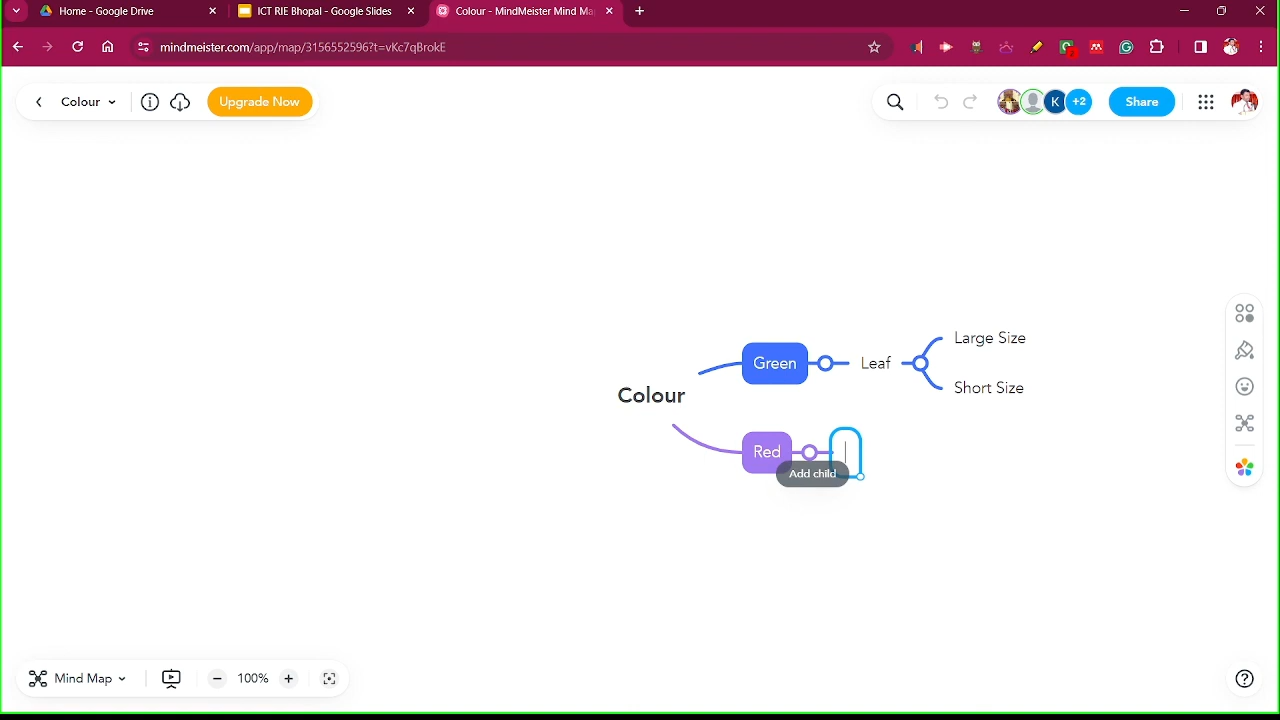 Home - Google Drive
ICT RIE Bhopal - Google Slides
Colour - MindMeister Mind Ma
mindmeister.com/app/map/3156552596?t=vKc7qBrokE
Colour
Upgrade Now
K
+2
Share
Large Size
Green
Leaf
Short Size
Colour
Red
Add child
Mind Map
100%